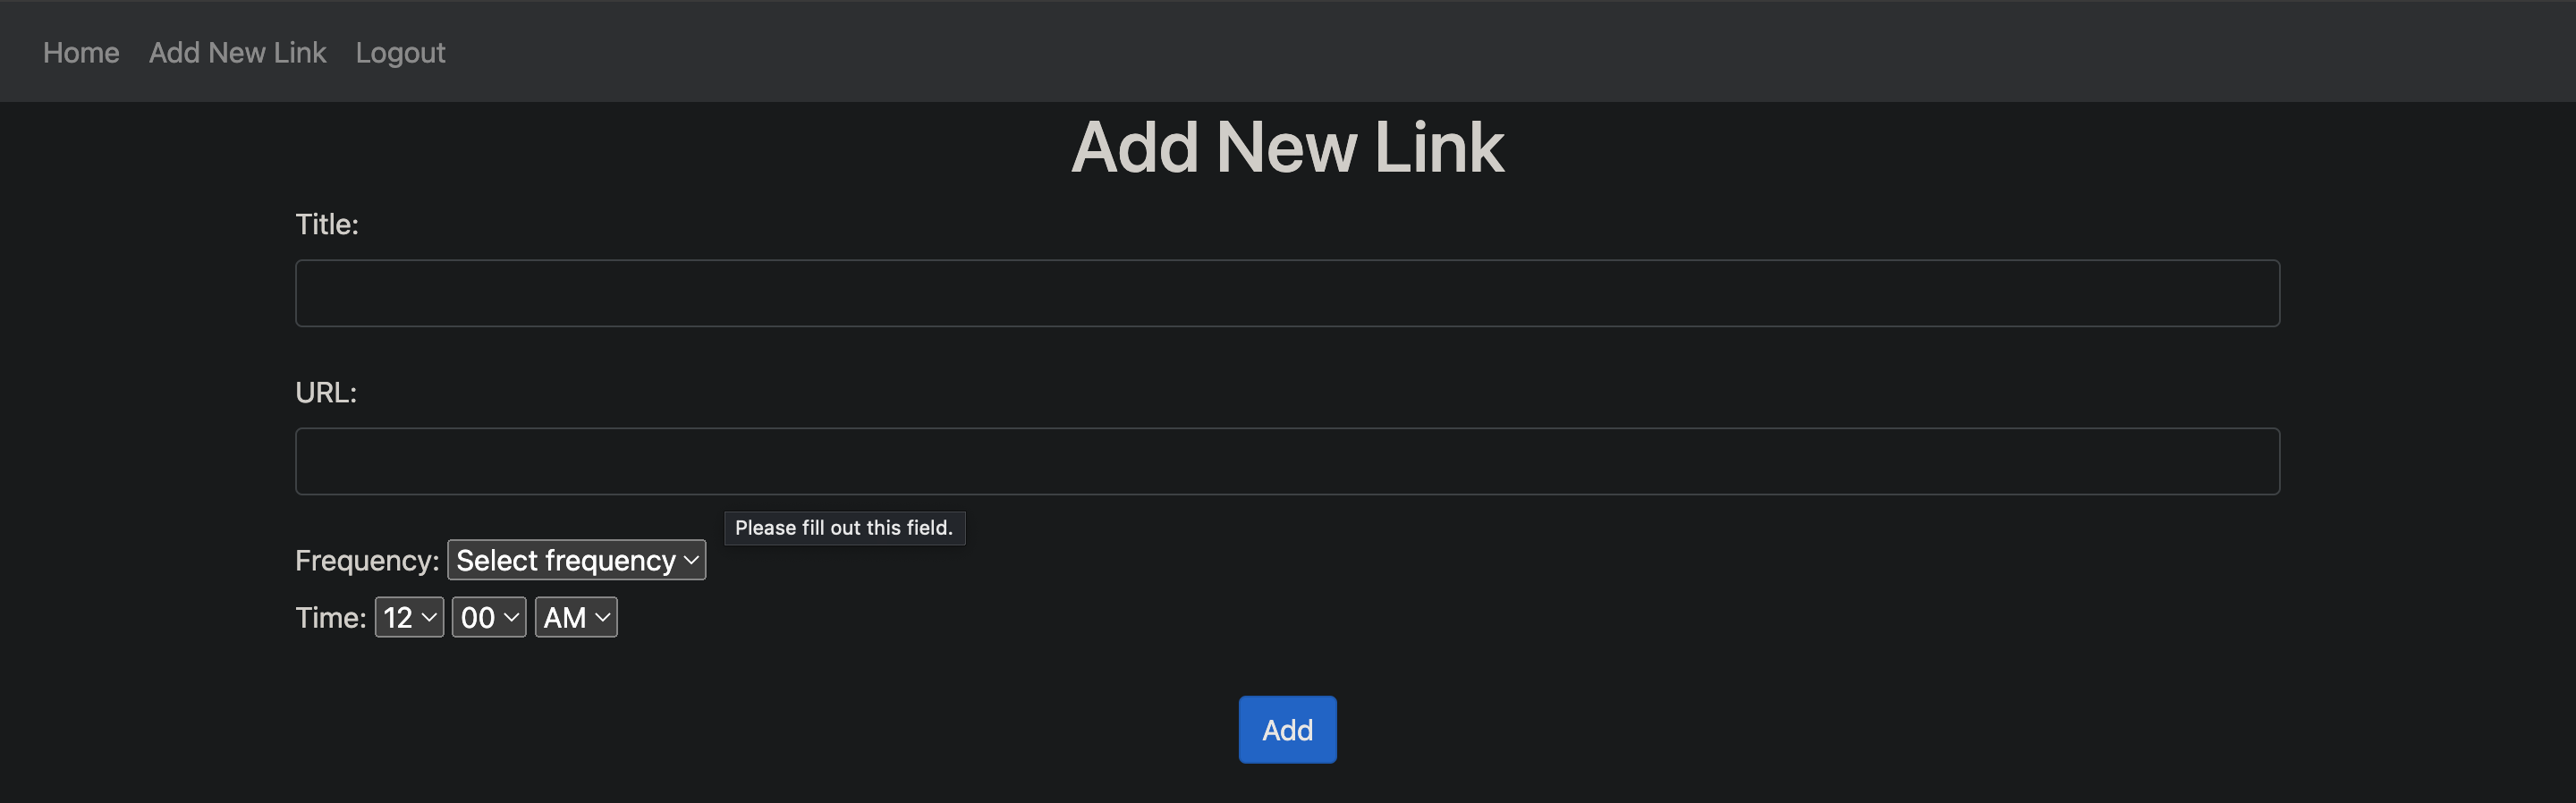 Home Add New Link Logout
Add New Link
Title:
URL:
Please fill out this field.
Frequency: Select frequency
Time: 12 00 AM
Add